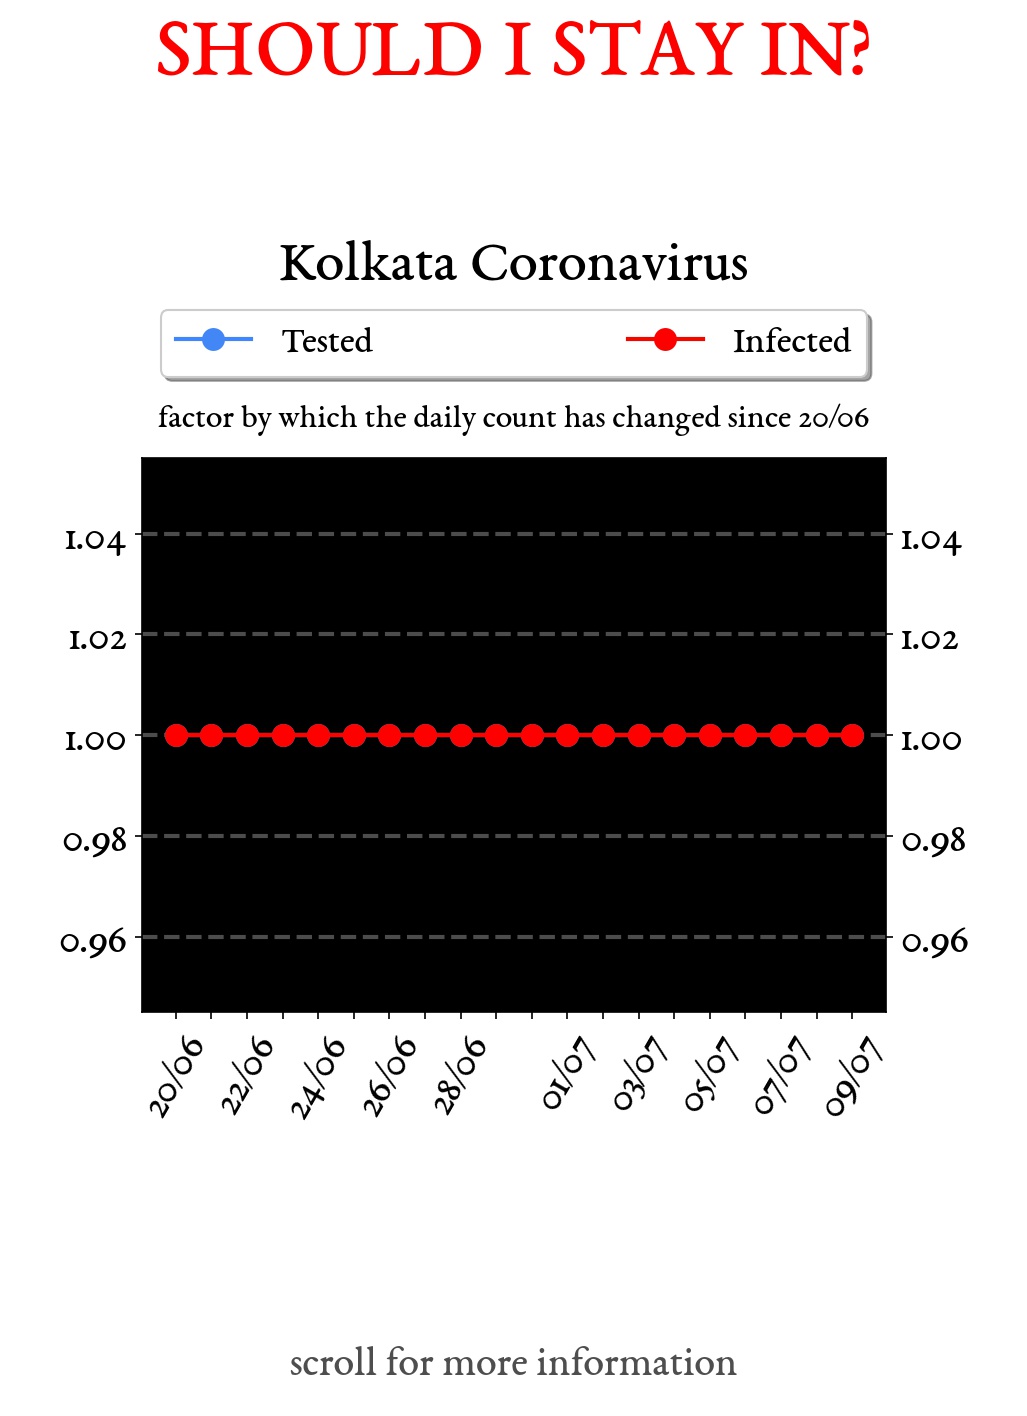 SHOULD I STAY IN?
Kolkata Coronavirus
Tested Infected
factor by which the daily count has changed since 20/06
1.04 1.04
1.02 1.02
1.00 1.00
0.98 0.98
0.96 0.96
20/06 22/06 24/06 26/06 28/06 01/07 03/07 05/07 07/07 09/07
scroll for more information